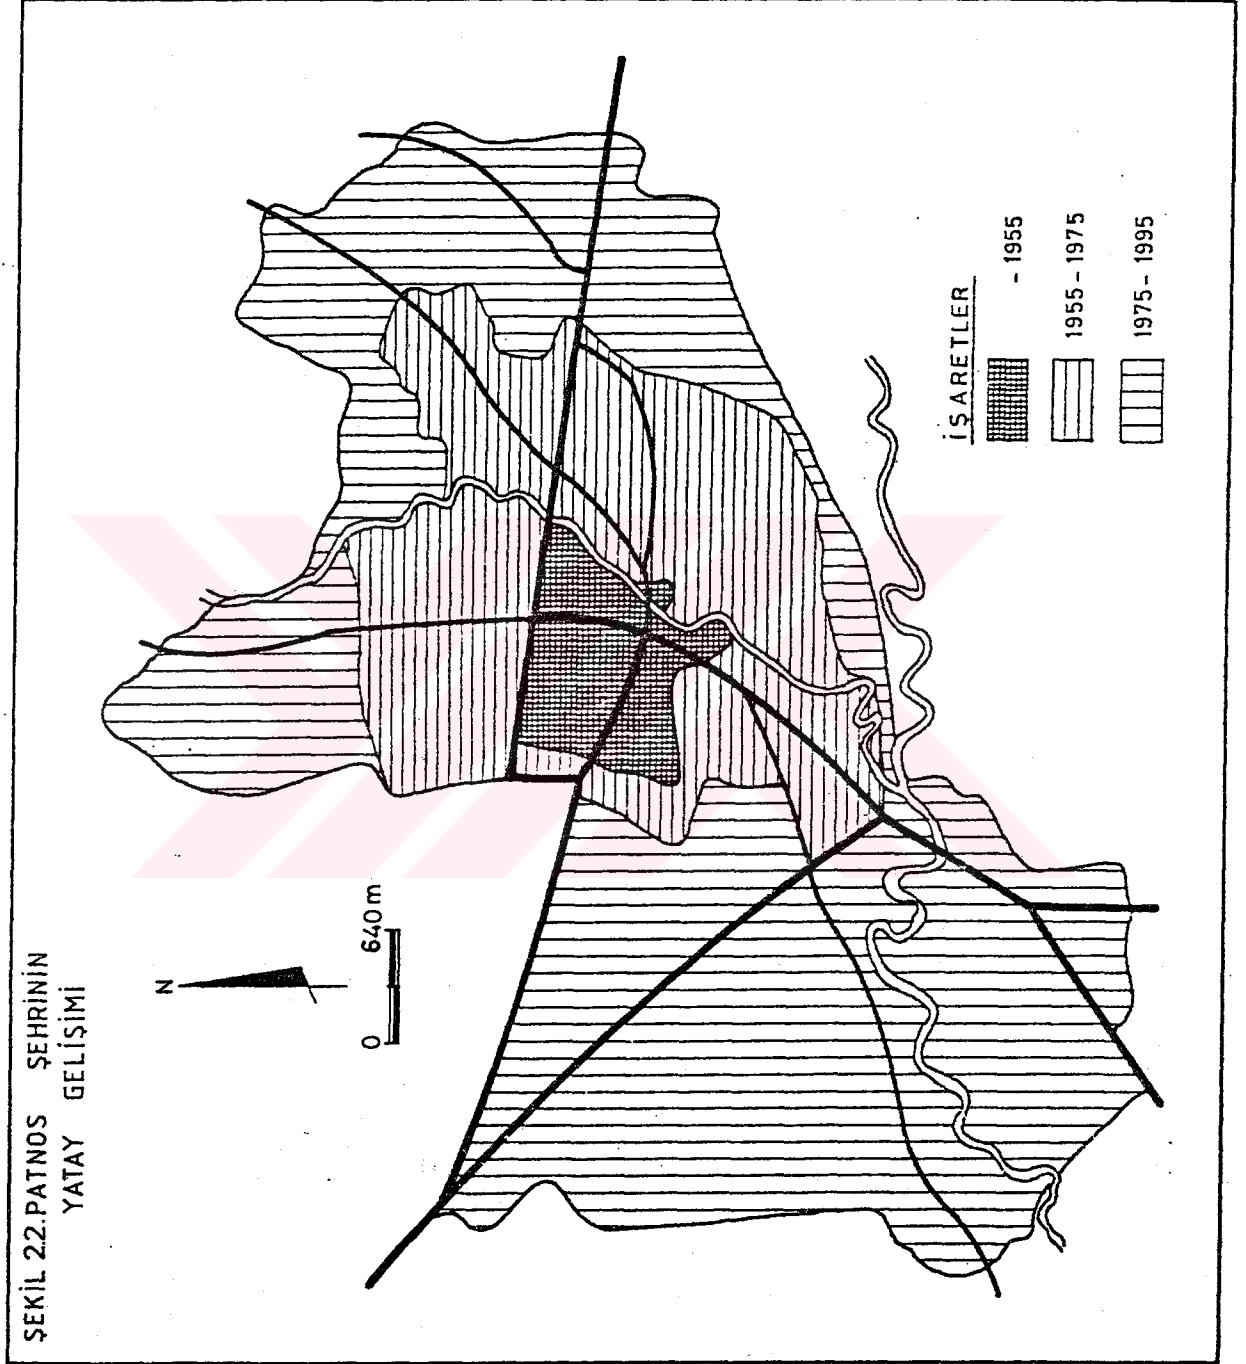 ŞEKİL 2.2.PATNOS ŞEHRİNİN
YATAY GELİŞİMİ
N
0 640 m
İŞARETLER
- 1955
1955 - 1975
1975 - 1995